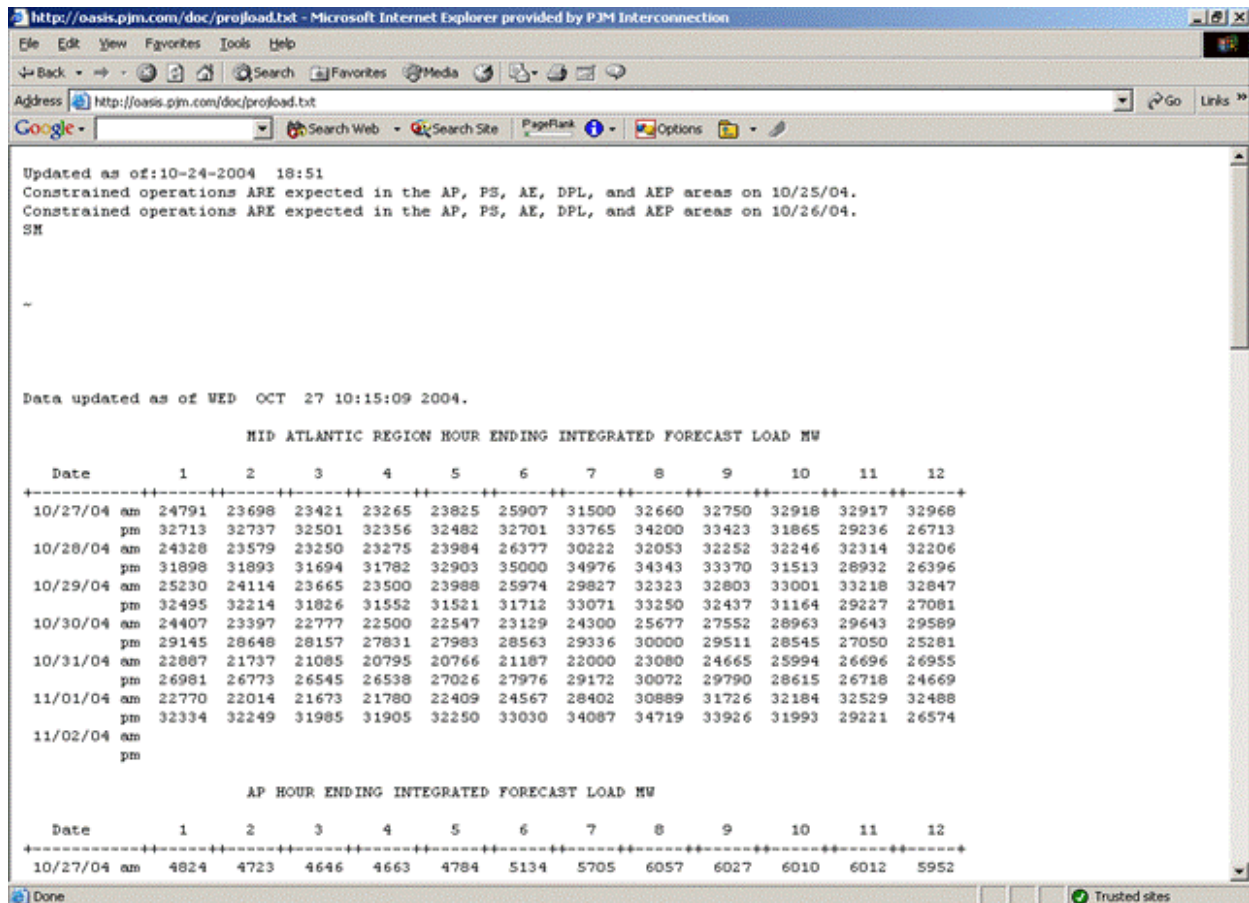 http://oasis.pjm.com/doc/projload.txt - Microsoft Internet Explorer provided by PJM Interconnection
File Edit View Favorites Tools Help
Back Search Favorites Media
Address http://oasis.pjm.com/doc/projload.txt Go Links »
Google Search Web Search Site PageRank Options
Updated as of:10-24-2004 18:51
Constrained operations ARE expected in the AP, PS, AE, DPL, and AEP areas on 10/25/04.
Constrained operations ARE expected in the AP, PS, AE, DPL, and AEP areas on 10/26/04.
SM
~
Data updated as of WED OCT 27 10:15:09 2004.
MID ATLANTIC REGION HOUR ENDING INTEGRATED FORECAST LOAD MW
Date 1 2 3 4 5 6 7 8 9 10 11 12
+-----------++-----++-----++-----++-----++-----++-----++-----++-----++-----++-----++-----++-----+
10/27/04 am 24791 23698 23421 23265 23825 25907 31500 32660 32750 32918 32917 32968
pm 32713 32737 32501 32356 32482 32701 33765 34200 33423 31865 29236 26713
10/28/04 am 24328 23579 23250 23275 23984 26377 30222 32053 32252 32246 32314 32206
pm 31898 31893 31694 31782 32903 35000 34976 34343 33370 31513 28932 26396
10/29/04 am 25230 24114 23665 23500 23988 25974 29827 32323 32803 33001 33218 32847
pm 32495 32214 31826 31552 31521 31712 33071 33250 32437 31164 29227 27081
10/30/04 am 24407 23397 22777 22500 22547 23129 24300 25677 27552 28963 29643 29589
pm 29145 28648 28157 27831 27983 28563 29336 30000 29511 28545 27050 25281
10/31/04 am 22887 21737 21085 20795 20766 21187 22000 23080 24665 25994 26696 26955
pm 26981 26773 26545 26538 27026 27976 29172 30072 29790 28615 26718 24669
11/01/04 am 22770 22014 21673 21780 22409 24567 28402 30889 31726 32184 32529 32488
pm 32334 32249 31985 31905 32250 33030 34087 34719 33926 31993 29221 26574
11/02/04 am
pm
AP HOUR ENDING INTEGRATED FORECAST LOAD MW
Date 1 2 3 4 5 6 7 8 9 10 11 12
+-----------++-----++-----++-----++-----++-----++-----++-----++-----++-----++-----++-----++-----+
10/27/04 am 4824 4723 4646 4663 4784 5134 5705 6057 6027 6010 6012 5952
Done Trusted sites